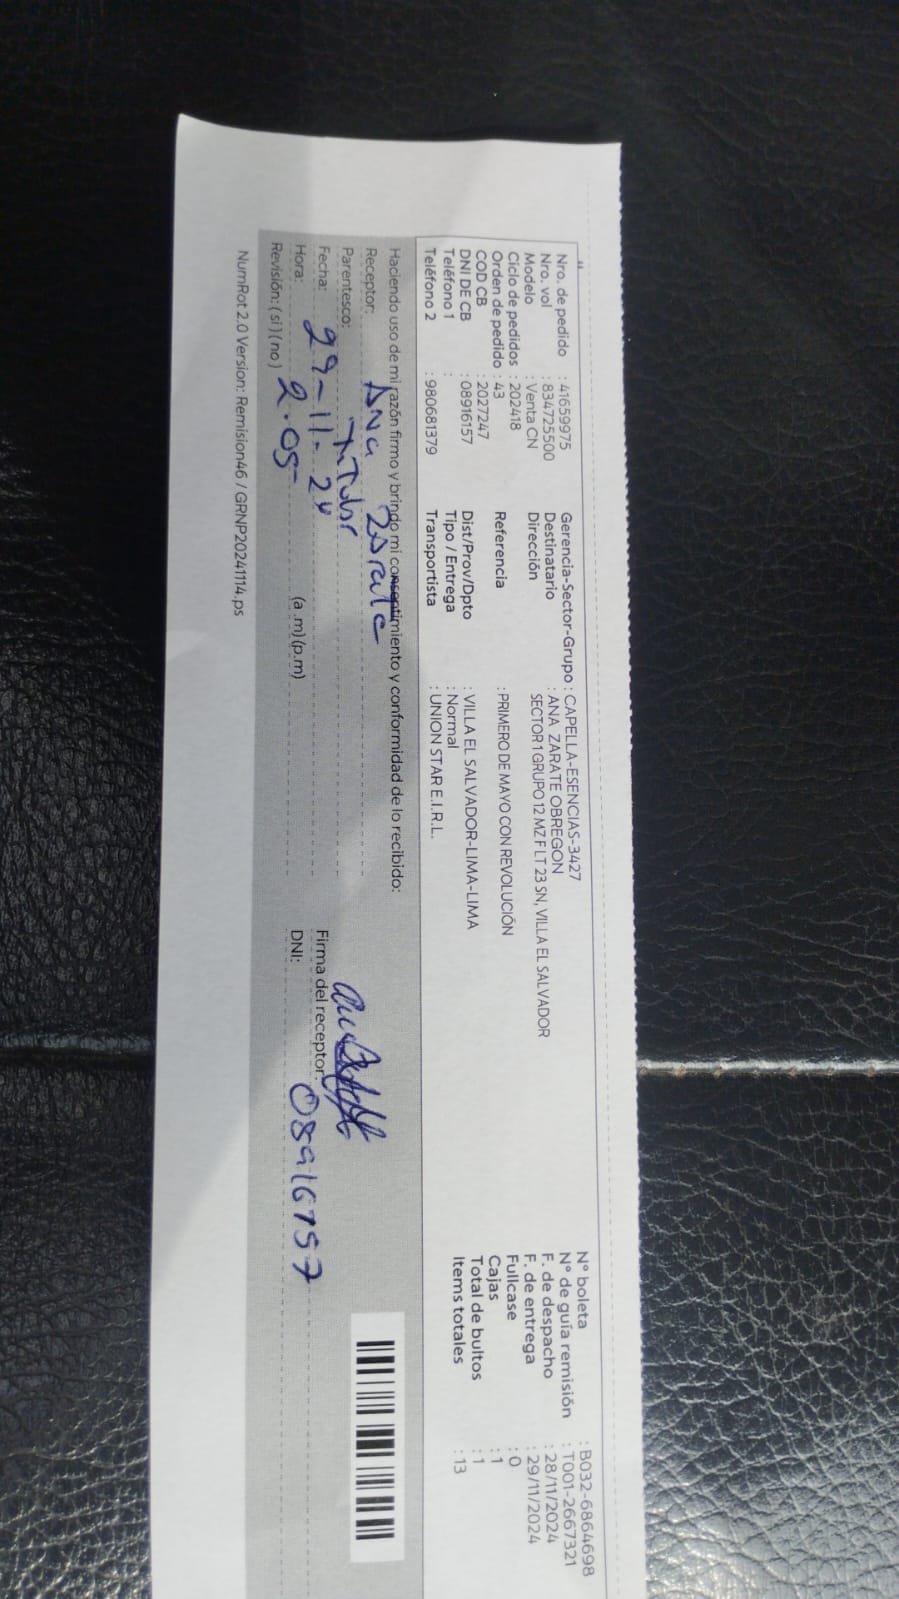 Nro. de pedido : 41659975
Nro. vol : 834725500
Modelo : Venta CN
Ciclo de pedidos : 202418
Orden de pedido : 43
COD CB : 2027247
DNI DE CB : 08916157
Teléfono 1 :
Teléfono 2 : 980681379
Gerencia-Sector-Grupo : CAPELLA-ESENCIAS-3427
Destinatario : ANA ZARATE OBREGON
Dirección SECTOR 1 GRUPO 12 MZ F LT 23 SN, VILLA EL SALVADOR
Referencia : PRIMERO DE MAYO CON REVOLUCIÓN
Dist/Prov/Dpto : VILLA EL SALVADOR-LIMA-LIMA
Tipo / Entrega : Normal
Transportista : UNION STAR E.I.R.L.
N° boleta : B032-6864698
N° de guía remisión : T001-2667321
F. de despacho : 28/11/2024
F. de entrega : 29/11/2024
Fullcase : 0
Cajas : 1
Total de bultos : 1
Items totales : 13
Haciendo uso de mi razón firmo y brindo mi consentimiento y conformidad de lo recibido:
Receptor: ANA Zarate
Parentesco: Titular
Fecha: 29-11-24
Hora: 2.05 (a.m)(p.m)
Revisión: (si)(no)
Firma del receptor:
DNI: 08916157
NumRot 2.0 Version: Remision46 / GRNP20241114.ps